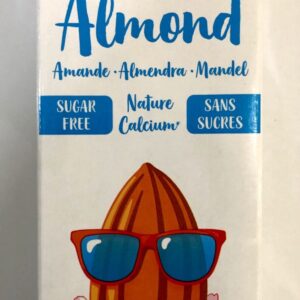 Almond
Amande · Almendra · Mandel
SUGAR
FREE
Nature
Calcium*
SANS
SUCRES